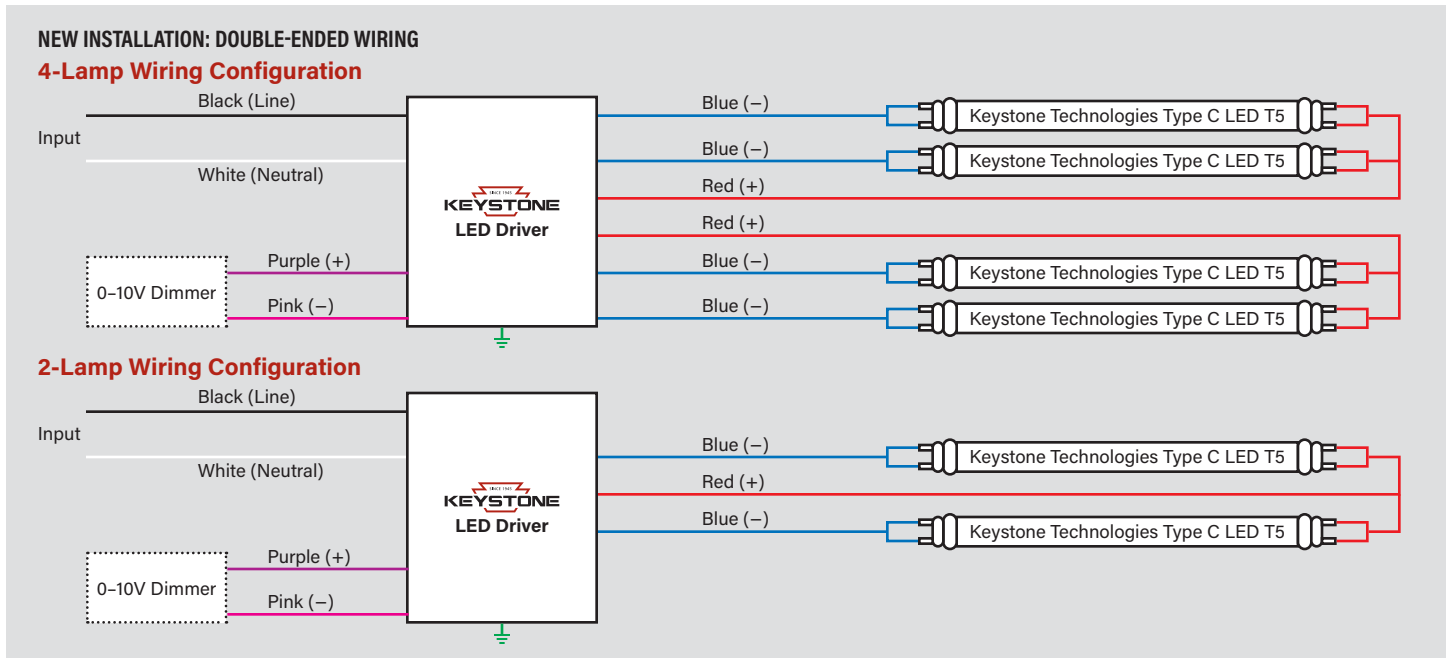 NEW INSTALLATION: DOUBLE-ENDED WIRING
4-Lamp Wiring Configuration
Black (Line)
Input
White (Neutral)
0–10V Dimmer
Purple (+)
Pink (−)
SINCE 1945
KEYSTONE
LED Driver
Blue (−)
Keystone Technologies Type C LED T5
Blue (−)
Keystone Technologies Type C LED T5
Red (+)
Red (+)
Blue (−)
Keystone Technologies Type C LED T5
Blue (−)
Keystone Technologies Type C LED T5
2-Lamp Wiring Configuration
Black (Line)
Input
White (Neutral)
0–10V Dimmer
Purple (+)
Pink (−)
SINCE 1945
KEYSTONE
LED Driver
Blue (−)
Keystone Technologies Type C LED T5
Red (+)
Blue (−)
Keystone Technologies Type C LED T5